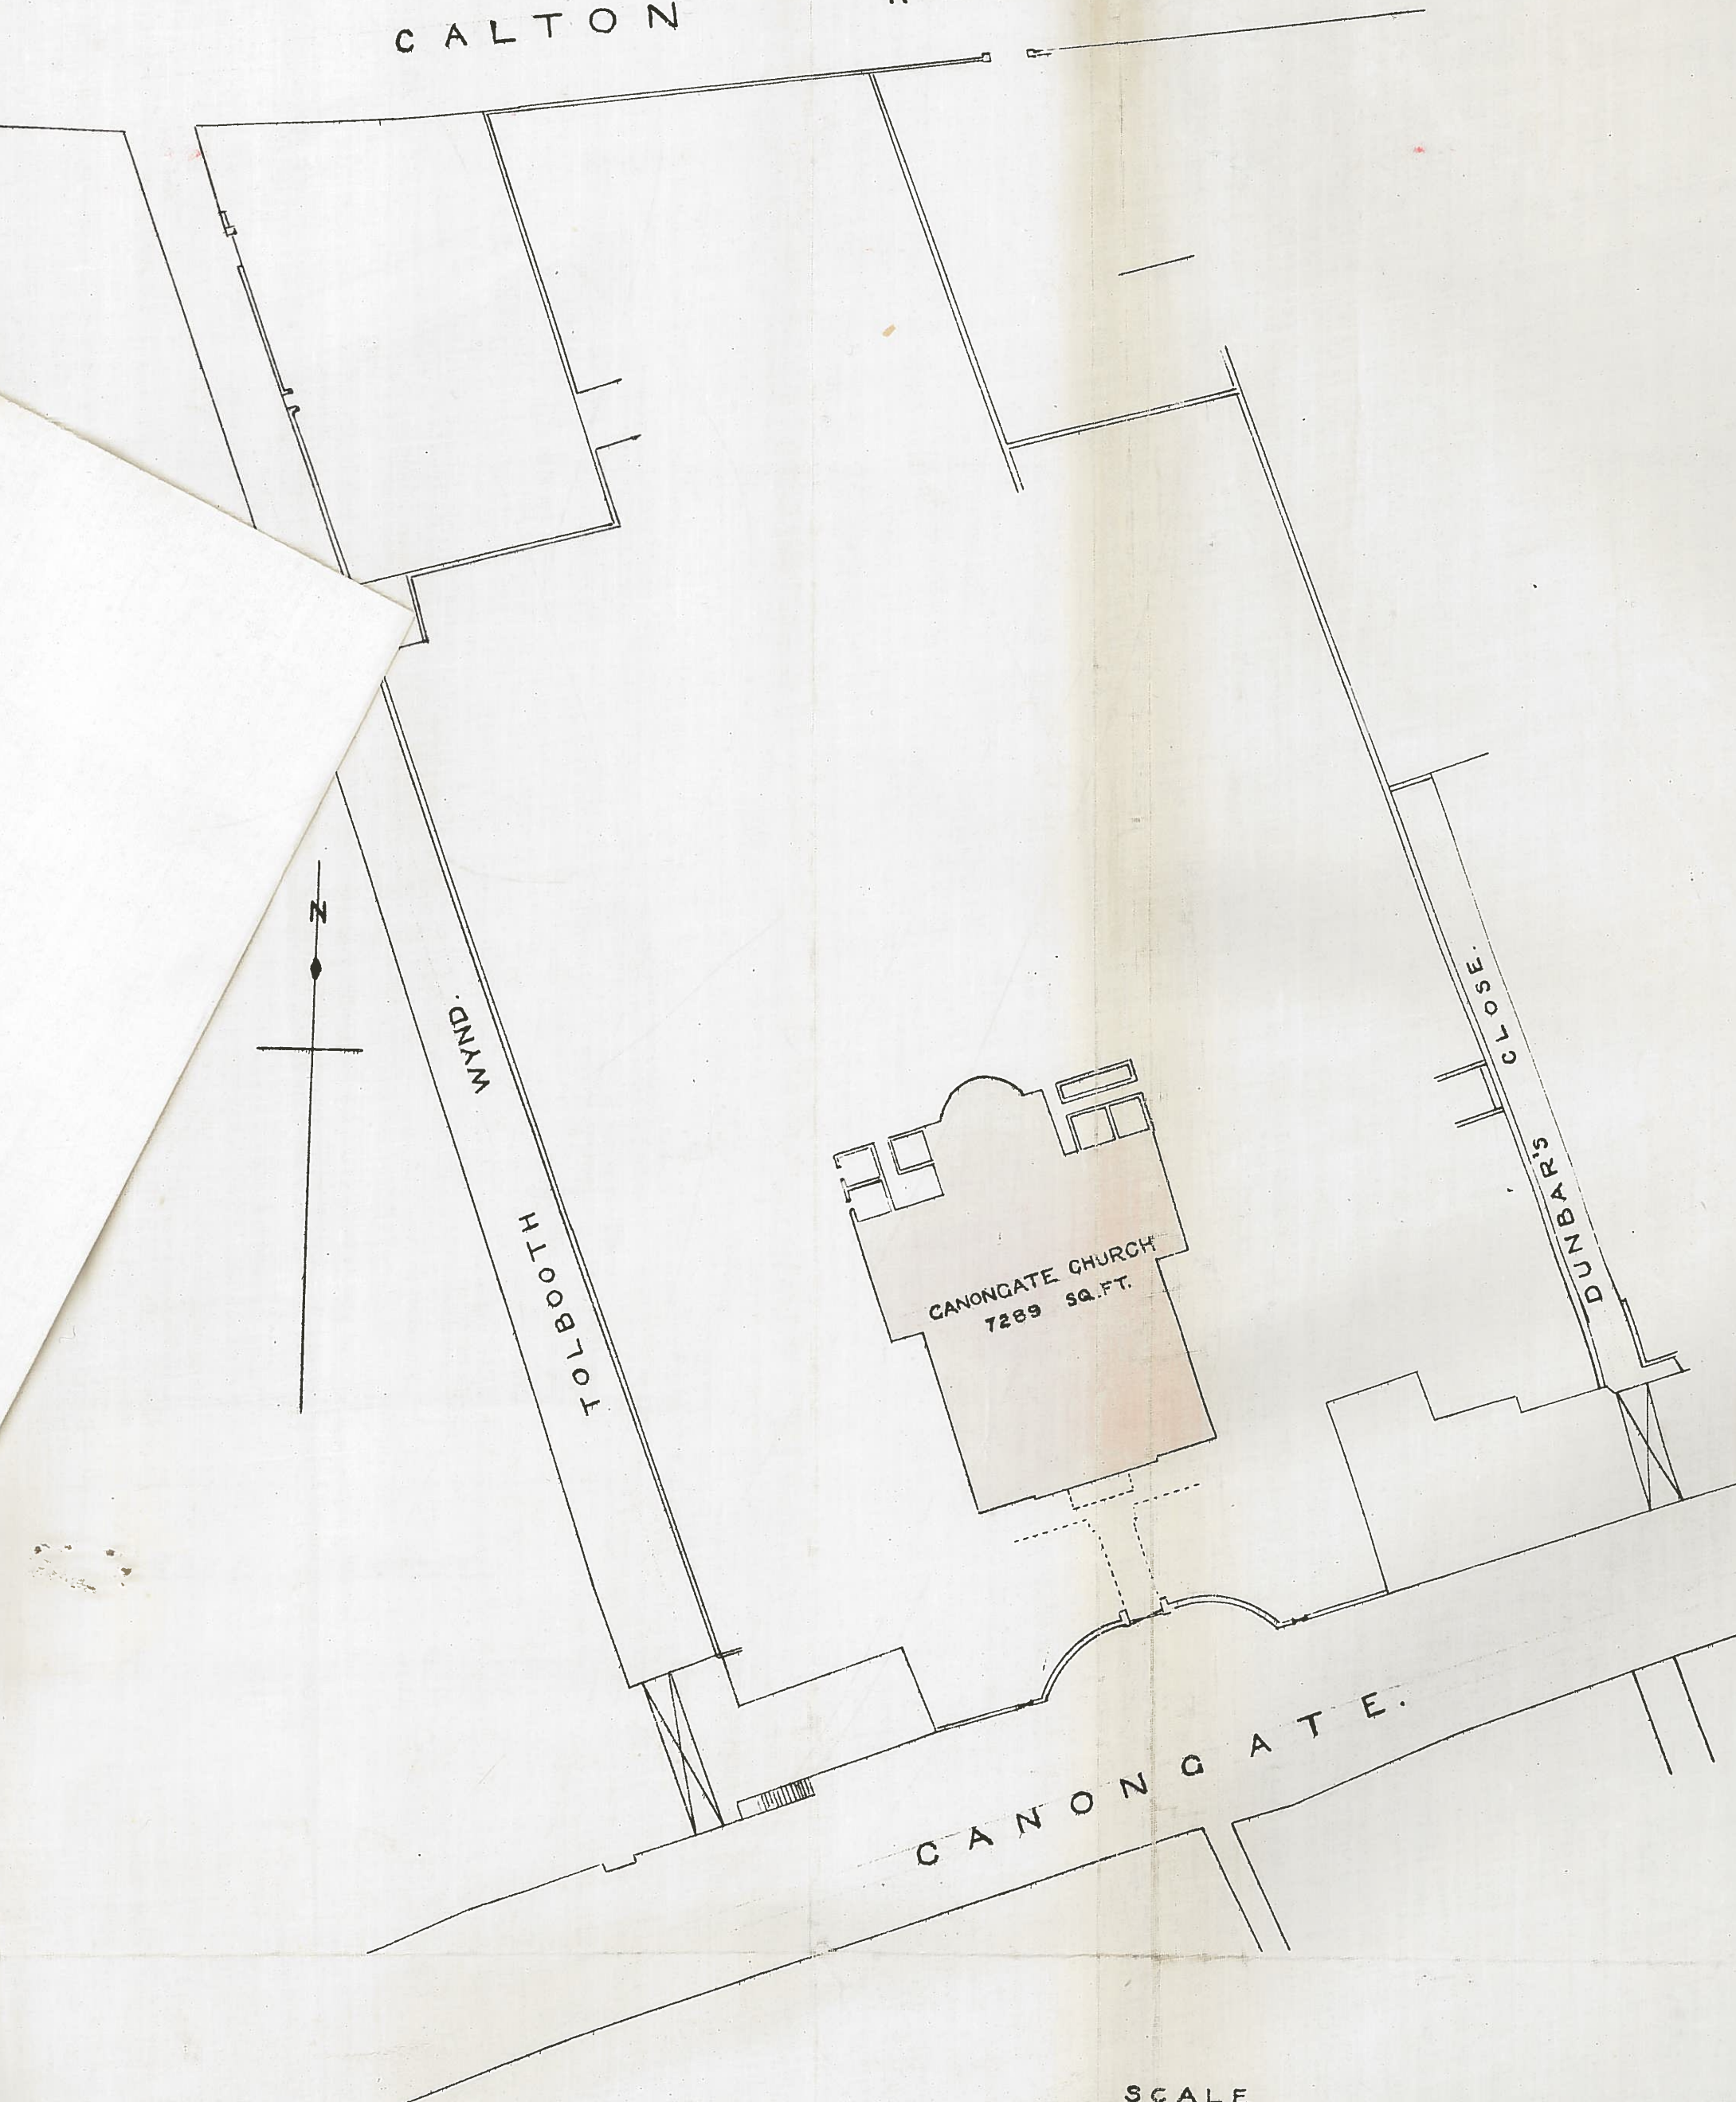 CALTON
N
WYND.
TOLBOOTH
CLOSE.
DUNBAR'S
CANONGATE CHURCH
7289 SQ.FT.
CANONGATE.
SCALE